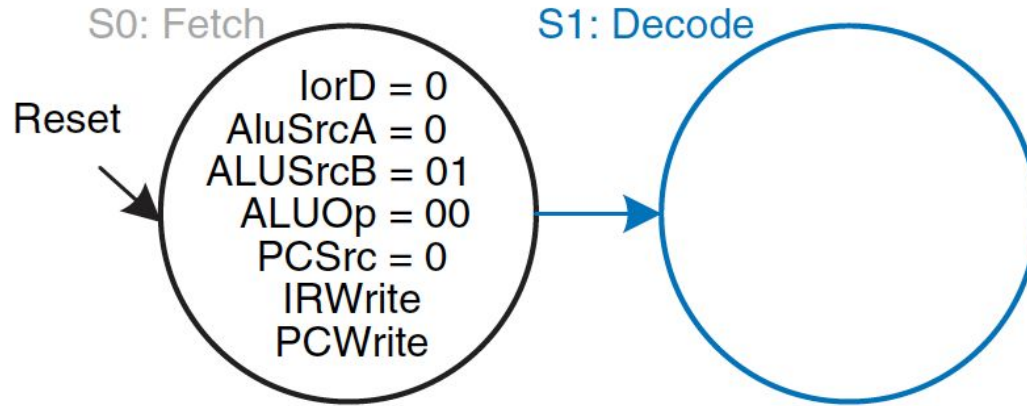 S0: Fetch
S1: Decode
Reset
IorD = 0
AluSrcA = 0
ALUSrcB = 01
ALUOp = 00
PCSrc = 0
IRWrite
PCWrite